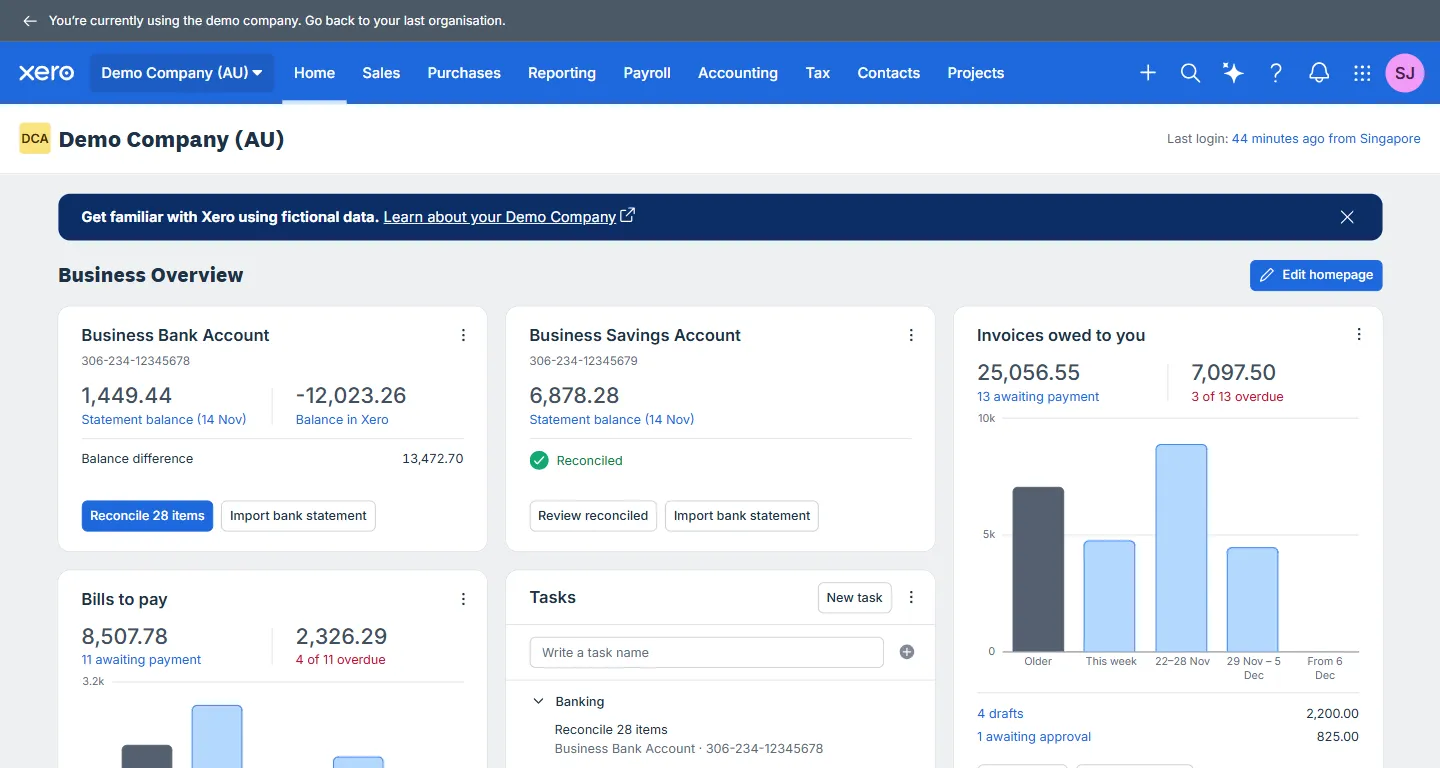 You're currently using the demo company. Go back to your last organisation.
xero Demo Company (AU) Home Sales Purchases Reporting Payroll Accounting Tax Contacts Projects SJ
DCA Demo Company (AU)
Last login: 44 minutes ago from Singapore
Get familiar with Xero using fictional data. Learn about your Demo Company
Business Overview
Edit homepage
Business Bank Account
306-234-12345678
1,449.44
Statement balance (14 Nov)
-12,023.26
Balance in Xero
Balance difference 13,472.70
Reconcile 28 items
Import bank statement
Business Savings Account
306-234-12345679
6,878.28
Statement balance (14 Nov)
Reconciled
Review reconciled
Import bank statement
Invoices owed to you
25,056.55
13 awaiting payment
7,097.50
3 of 13 overdue
10k
5k
0
Older
This week
22–28 Nov
29 Nov – 5
Dec
From 6
Dec
4 drafts 2,200.00
1 awaiting approval 825.00
Bills to pay
8,507.78
11 awaiting payment
2,326.29
4 of 11 overdue
3.2k
Tasks
New task
Write a task name
Banking
Reconcile 28 items
Business Bank Account · 306-234-12345678